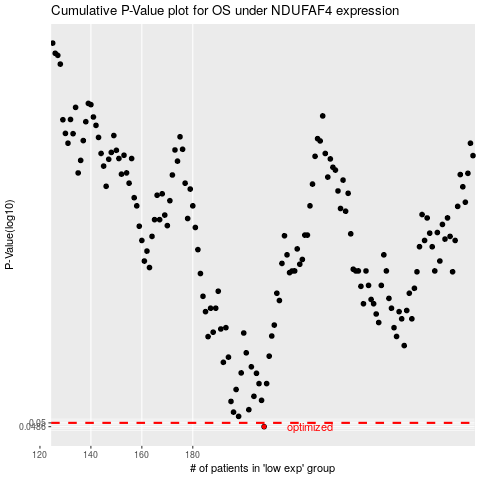 Cumulative P-Value plot for OS under NDUFAF4 expression
P-Value(log10)
0.05
0.0486
optimized
120 140 160 180
# of patients in 'low exp' group